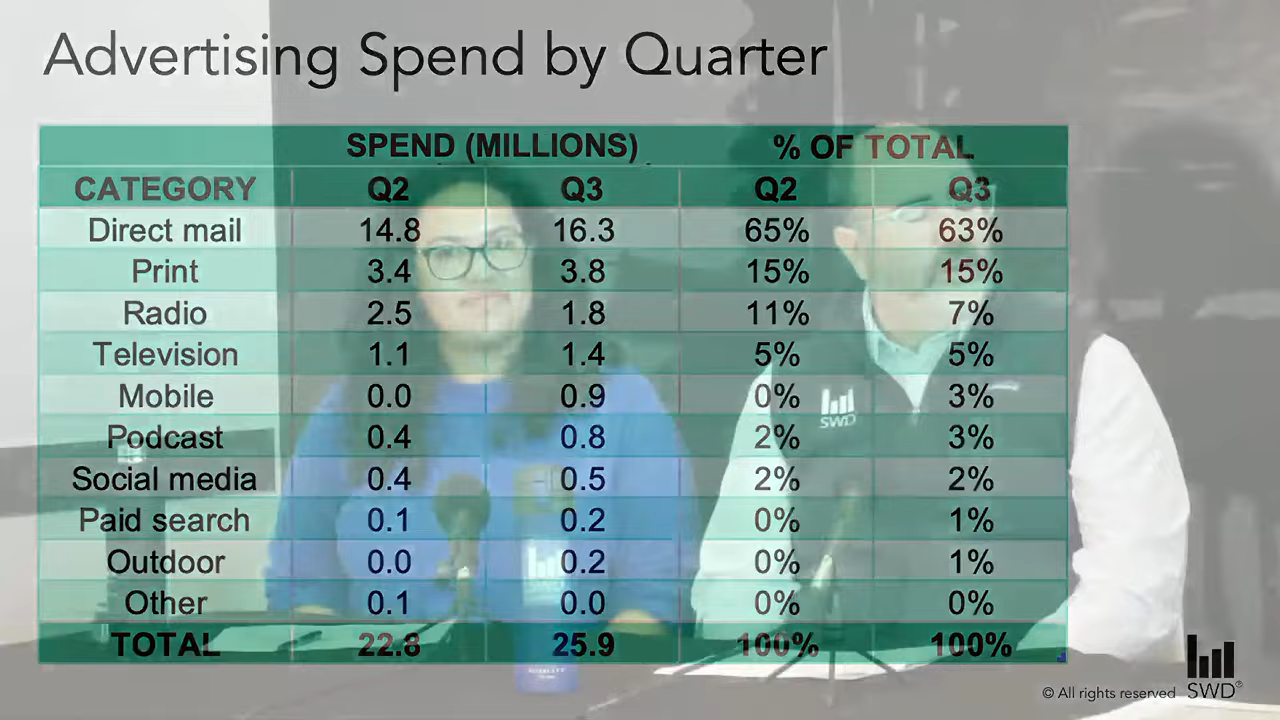 Advertising Spend by Quarter
SPEND (MILLIONS) % OF TOTAL
CATEGORY Q2 Q3 Q2 Q3
Direct mail 14.8 16.3 65% 63%
Print 3.4 3.8 15% 15%
Radio 2.5 1.8 11% 7%
Television 1.1 1.4 5% 5%
Mobile 0.0 0.9 0% 3%
SWD
Podcast 0.4 0.8 2% 3%
Social media 0.4 0.5 2% 2%
Paid search 0.1 0.2 0% 1%
Outdoor 0.0 0.2 0% 1%
Other 0.1 0.0 0% 0%
TOTAL 22.8 25.9 100% 100%
© All rights reserved SWD®